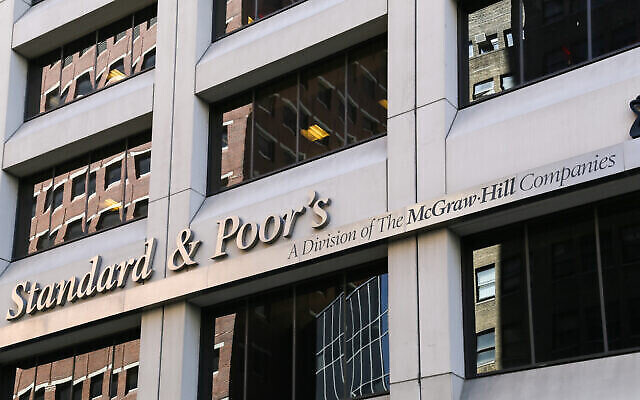 Standard & Poor's A Division of The McGraw·Hill Companies